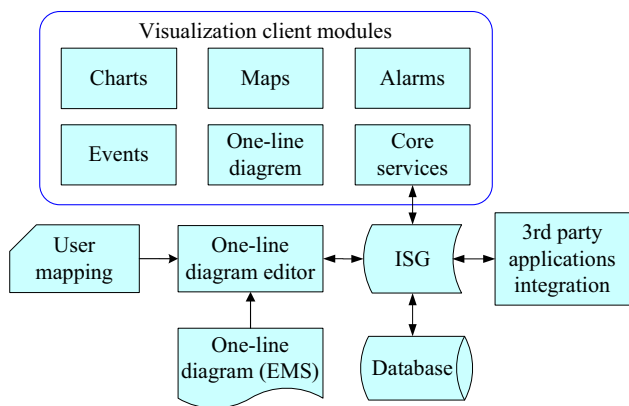 Visualization client modules
Charts
Maps
Alarms
Events
One-line
diagrem
Core
services
User
mapping
One-line
diagram editor
ISG
3rd party
applications
integration
One-line
diagram (EMS)
Database